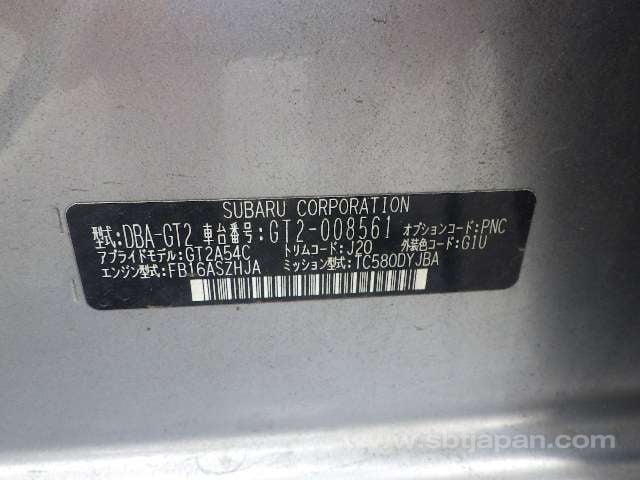 SUBARU CORPORATION
型式:DBA-GT2 車台番号:GT2-008561 オプションコード:PNC
アプライドモデル:GT2A54C トリムコード:J20 外装色コード:G1U
エンジン型式:FB16ASZHJA ミッション型式:TC580DYJBA
www.sbtjapan.com